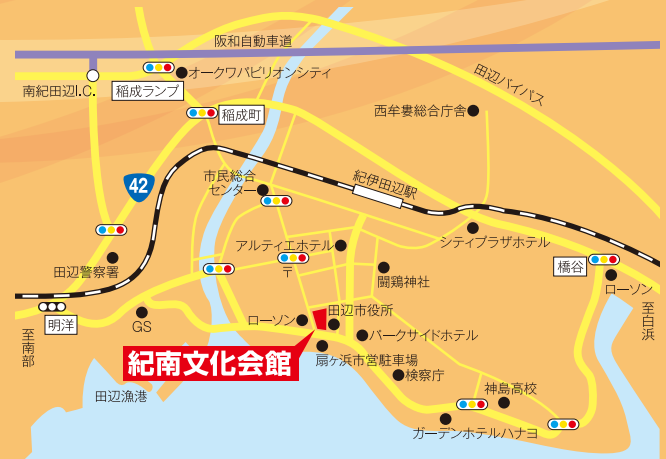 阪和自動車道
田辺バイパス
オークワパビリオンシティ
南紀田辺I.C.
稲成ランプ
稲成町
西牟婁総合庁舎
42
市民総合
センター
紀伊田辺駅
アルティエホテル
シティプラザホテル
田辺警察署
〒
闘鶏神社
橋谷
ローソン
至白浜
明洋
至南部
GS
ローソン
田辺市役所
パークサイドホテル
紀南文化会館
扇ヶ浜市営駐車場
検察庁
神島高校
田辺漁港
ガーデンホテルハナヨ